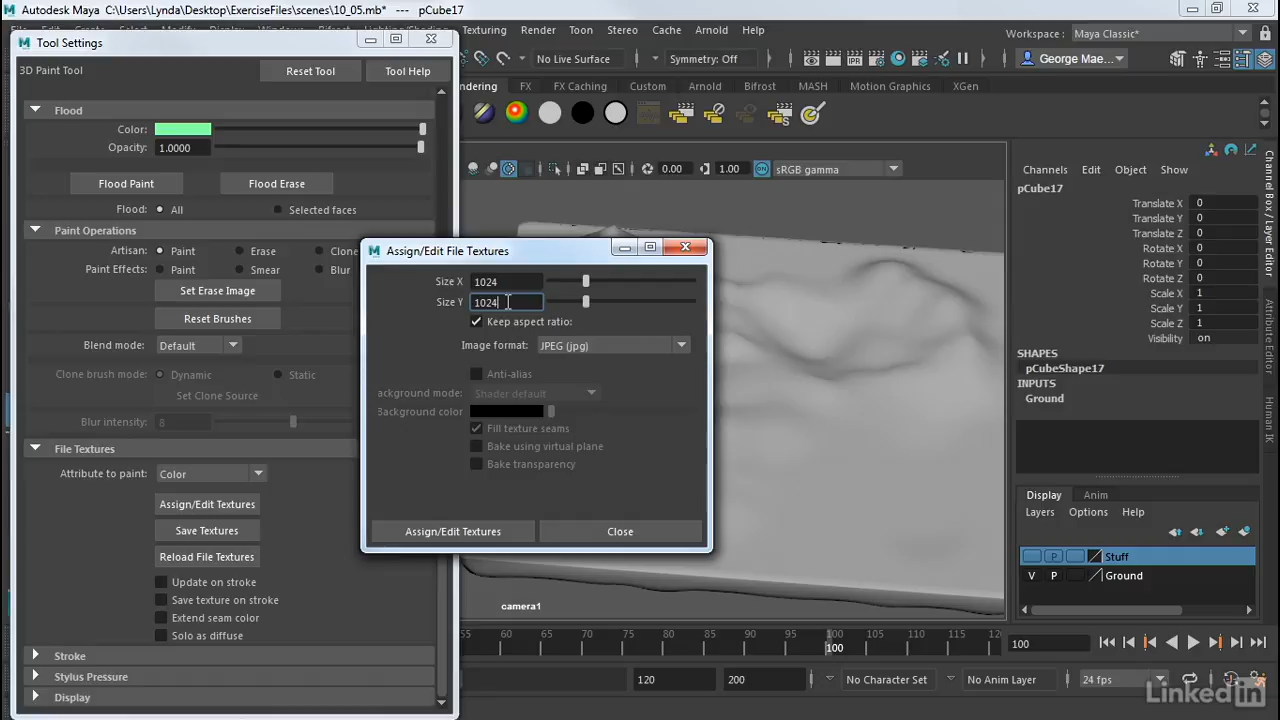 Autodesk Maya C:\Users\Lynda\Desktop\ExerciseFiles\scenes\10_05.mb* --- pCube17
Texturing Render Toon Stereo Cache Arnold Help Workspace : Maya Classic*
Tool Settings
No Live Surface Symmetry: Off George Mae...
3D Paint Tool Reset Tool Tool Help
FX FX Caching Custom Arnold Bifrost MASH Motion Graphics XGen
Flood
Color:
Opacity: 1.0000
0.00 1.00 sRGB gamma
Channels Edit Object Show
Flood Paint Flood Erase
pCube17
Flood: All Selected faces
Translate X 0
Translate Y 0
Translate Z 0
Rotate X 0
Rotate Y 0
Rotate Z 0
Scale X 1
Scale Y 1
Scale Z 1
Visibility on
SHAPES
pCubeShape17
INPUTS
Ground
Paint Operations
Artisan: Paint Erase Clone
Paint Effects: Paint Smear Blur
Set Erase Image
Reset Brushes
Blend mode: Default
Clone brush mode: Dynamic Static
Set Clone Source
Blur intensity: 8
File Textures
Attribute to paint: Color
Assign/Edit Textures
Save Textures
Reload File Textures
Update on stroke
Save texture on stroke
Extend seam color
Solo as diffuse
Stroke
Stylus Pressure
Display
Assign/Edit File Textures
Size X 1024
Size Y 1024
Keep aspect ratio:
Image format: JPEG (jpg)
Anti-alias
ackground mode: Shader default
Background color
Fill texture seams
Bake using virtual plane
Bake transparency
Assign/Edit Textures Close
camera1
Display Anim
Layers Options Help
Stuff
V P Ground
55 60 65 70 75 80 85 90 95 100 105 110 115 12
100
100
120 200 No Character Set No Anim Layer 24 fps
Channel Box / Layer Editor
Modeling Toolkit
Attribute Editor
Human IK
LinkedIn